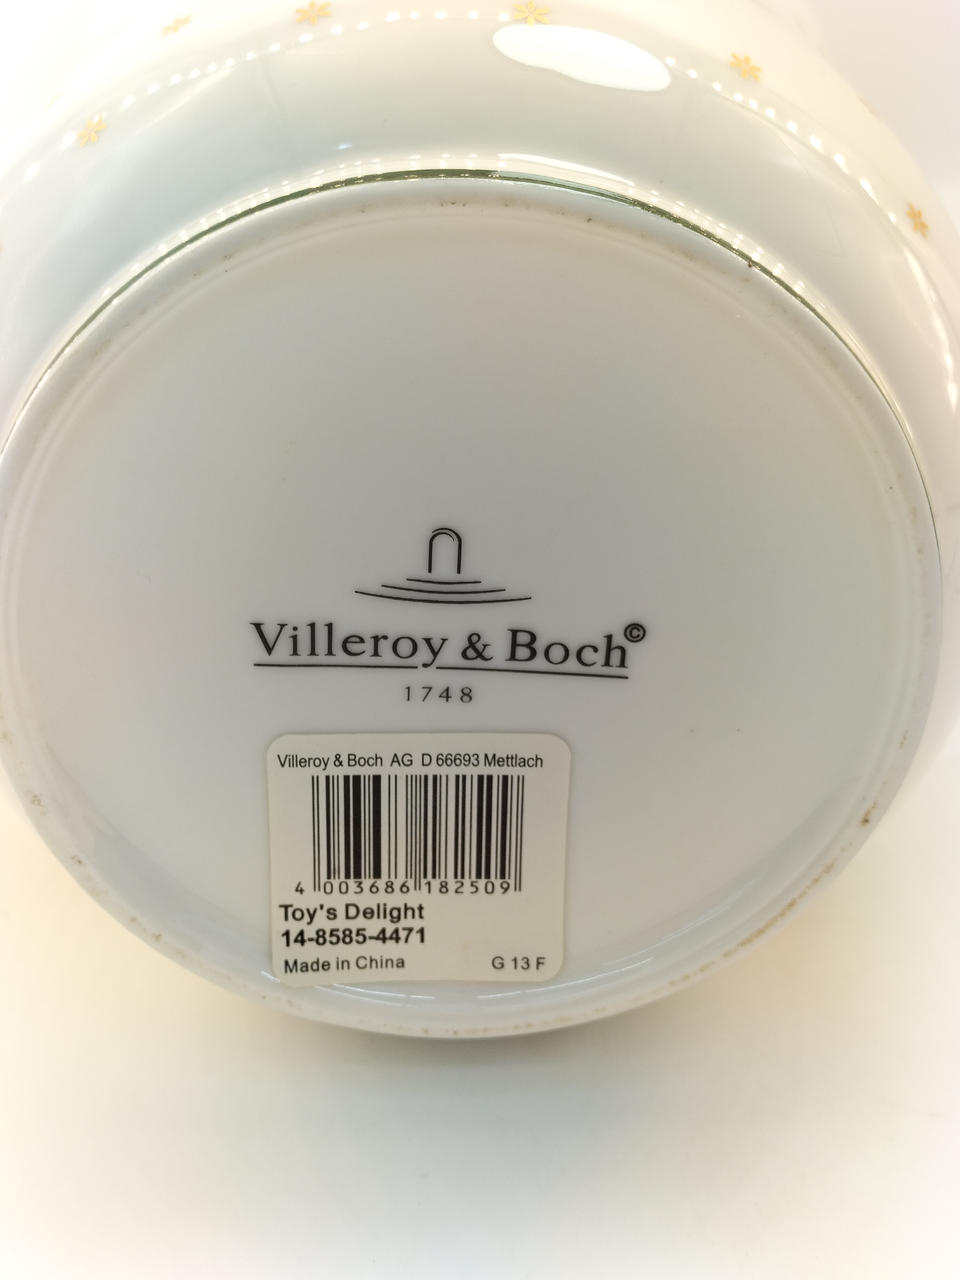 Villeroy & Boch©
1748
Villeroy & Boch AG D 66693 Mettlach
4 003686 182509
Toy's Delight
14-8585-4471
Made in China G 13 F